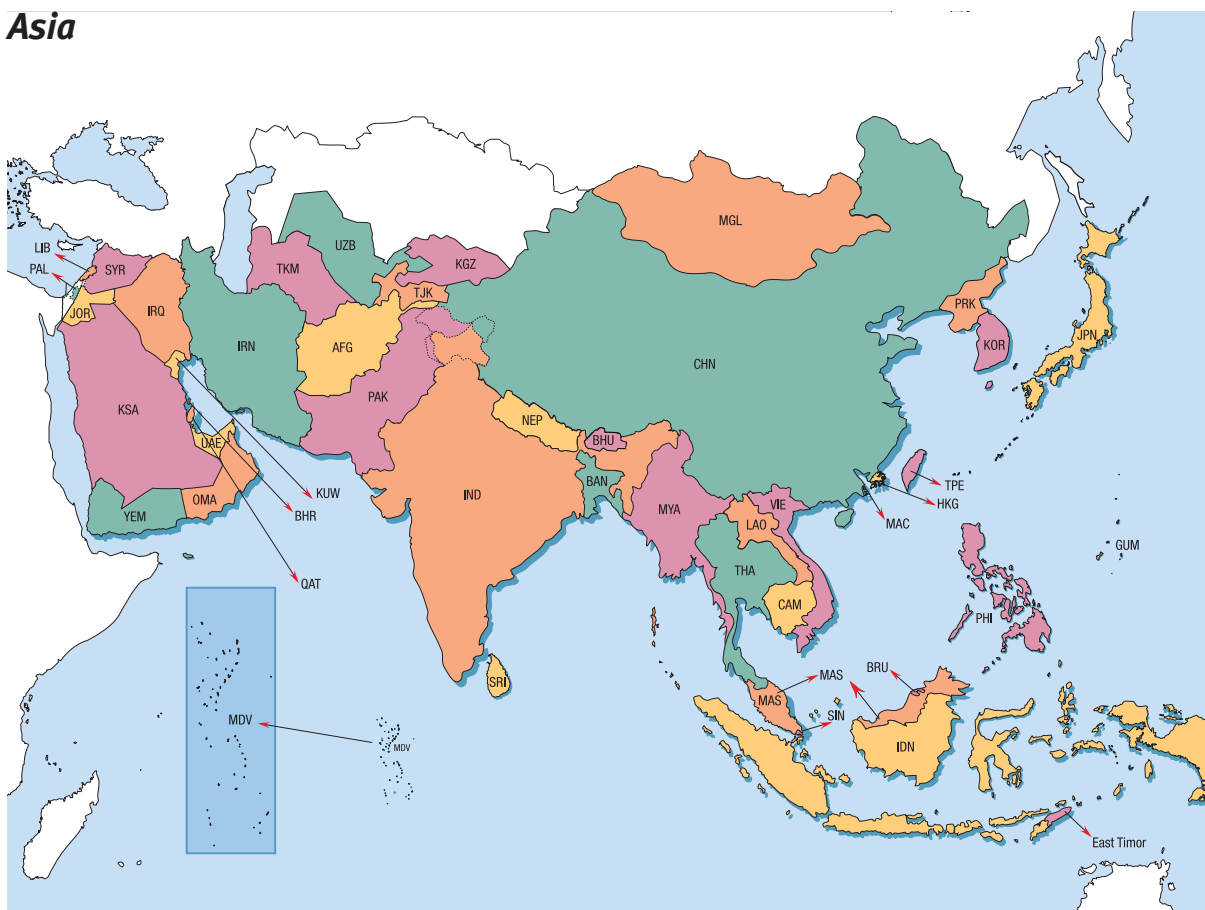 Asia
MGL
UZB
LIB
SYR
KGZ
PAL
TKM
TJK
PRK
JOR
IRQ
IRN
AFG
KOR
JPN
CHN
PAK
KSA
NEP
UAE
BHU
BAN
TPE
OMA
KUW
IND
HKG
YEM
BHR
MYA
VIE
LAO
MAC
GUM
QAT
THA
CAM
PHI
SRI
BRU
MAS
MAS
MDV
MDV
SIN
IDN
East Timor